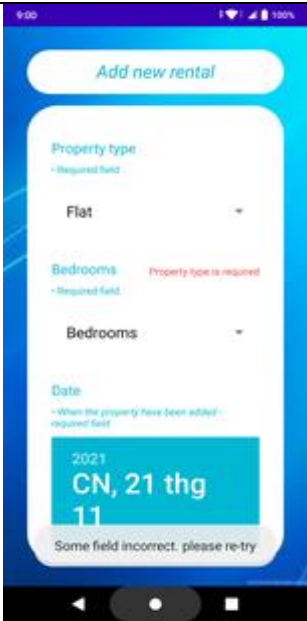 9:00
100%
Add new rental
Property type
- Required field
Flat
Bedrooms
Property type is required
- Required field
Bedrooms
Date
- When the property have been added -
required field
2021
CN, 21 thg
11
Some field incorrect. please re-try